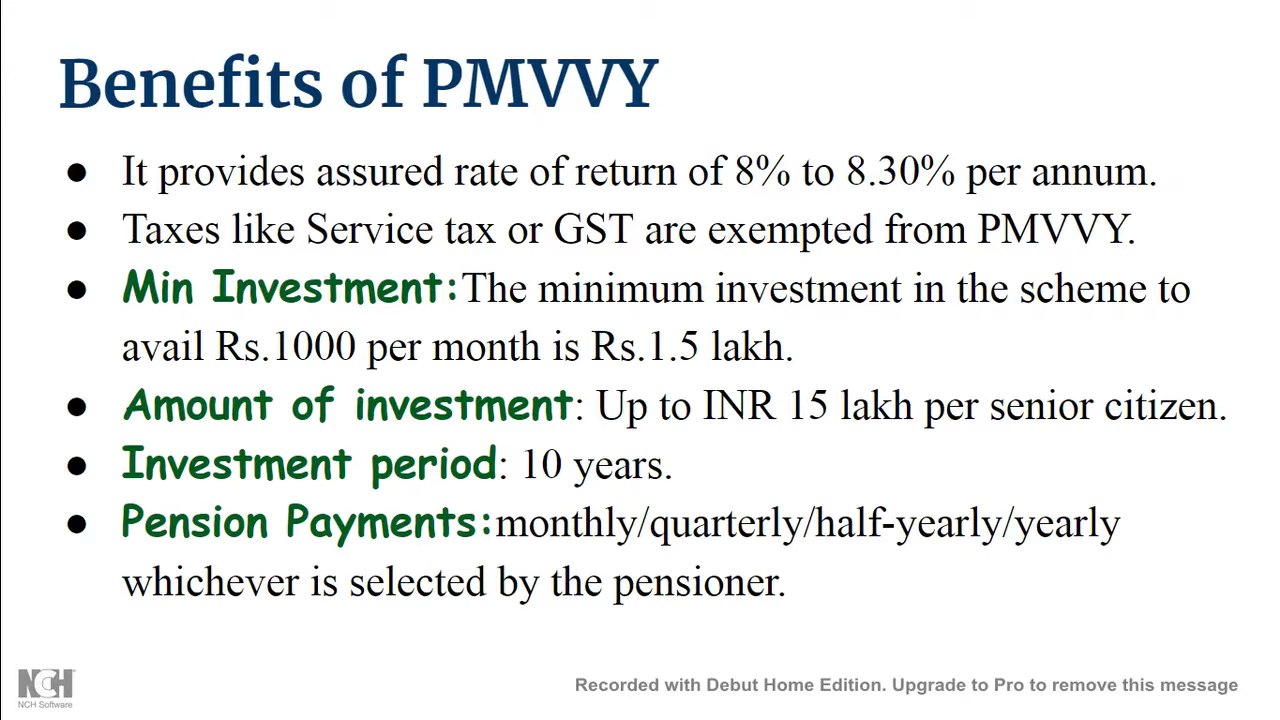 Benefits of PMVVY
● It provides assured rate of return of 8% to 8.30% per annum.
● Taxes like Service tax or GST are exempted from PMVVY.
● Min Investment:The minimum investment in the scheme to
avail Rs.1000 per month is Rs.1.5 lakh.
● Amount of investment: Up to INR 15 lakh per senior citizen.
● Investment period: 10 years.
● Pension Payments:monthly/quarterly/half-yearly/yearly
whichever is selected by the pensioner.
NCH
NCH Software
Recorded with Debut Home Edition. Upgrade to Pro to remove this message